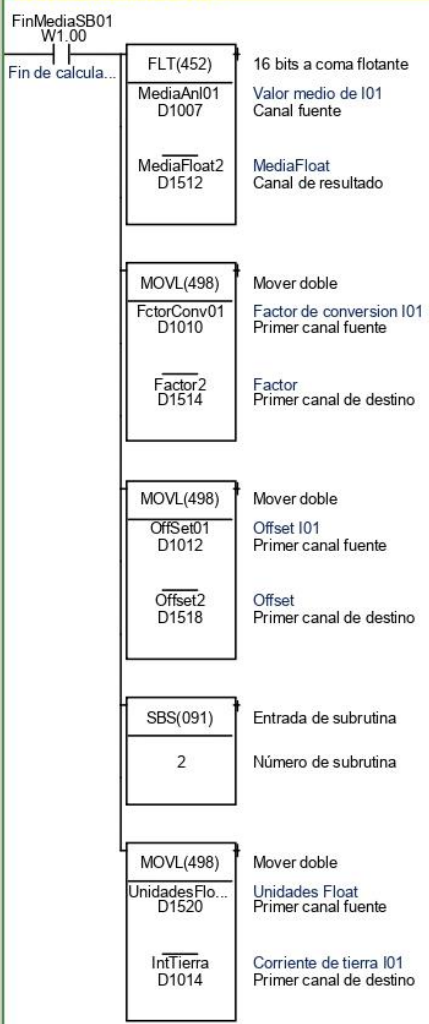 FinMediaSB01
W1.00
Fin de calcula...
FLT(452)
16 bits a coma flotante
MediaAnI01
Valor medio de I01
D1007
Canal fuente
MediaFloat2
MediaFloat
D1512
Canal de resultado
MOVL(498)
Mover doble
FctorConv01
Factor de conversion I01
D1010
Primer canal fuente
Factor2
Factor
D1514
Primer canal de destino
MOVL(498)
Mover doble
OffSet01
Offset I01
D1012
Primer canal fuente
Offset2
Offset
D1518
Primer canal de destino
SBS(091)
Entrada de subrutina
2
Número de subrutina
MOVL(498)
Mover doble
UnidadesFlo...
Unidades Float
D1520
Primer canal fuente
IntTierra
Corriente de tierra I01
D1014
Primer canal de destino